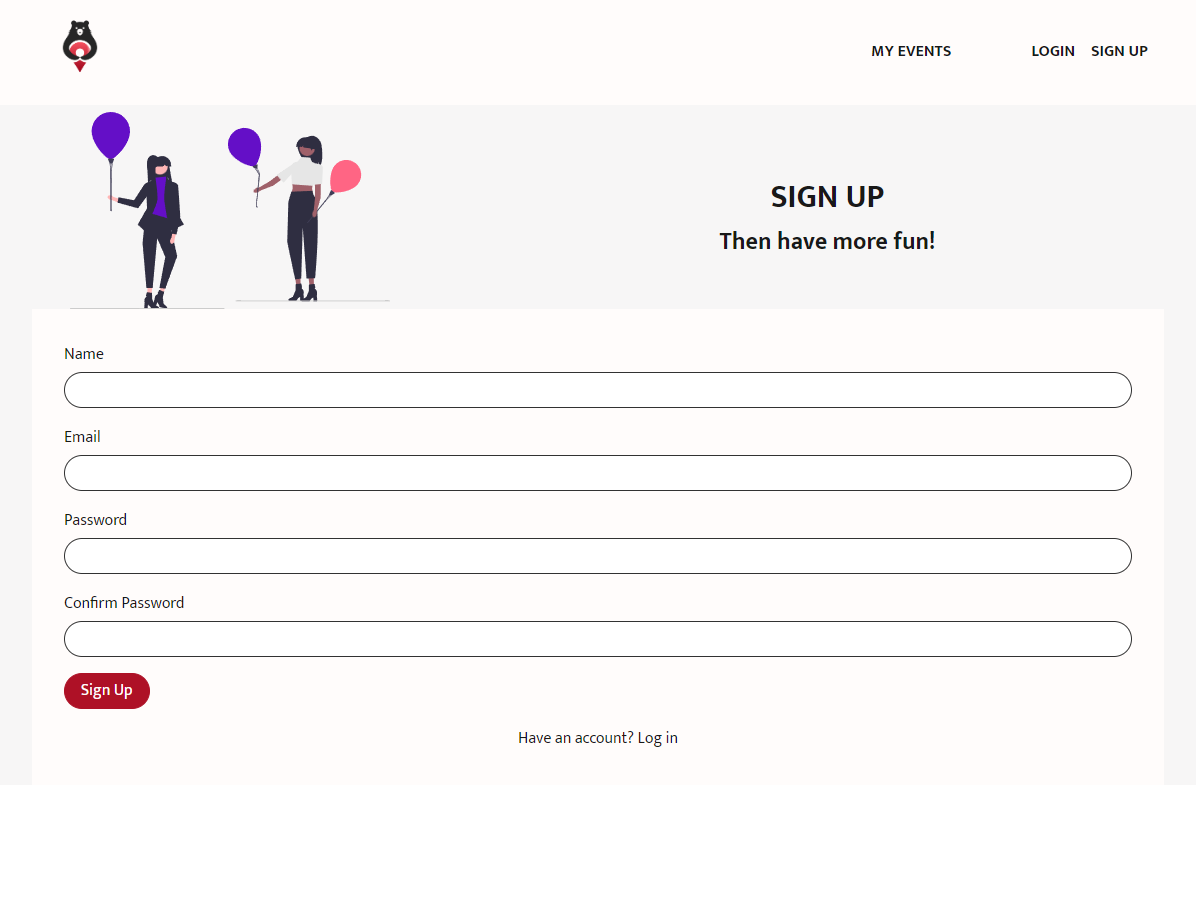 MY EVENTS LOGIN SIGN UP
SIGN UP
Then have more fun!
Name
Email
Password
Confirm Password
Sign Up
Have an account? Log in